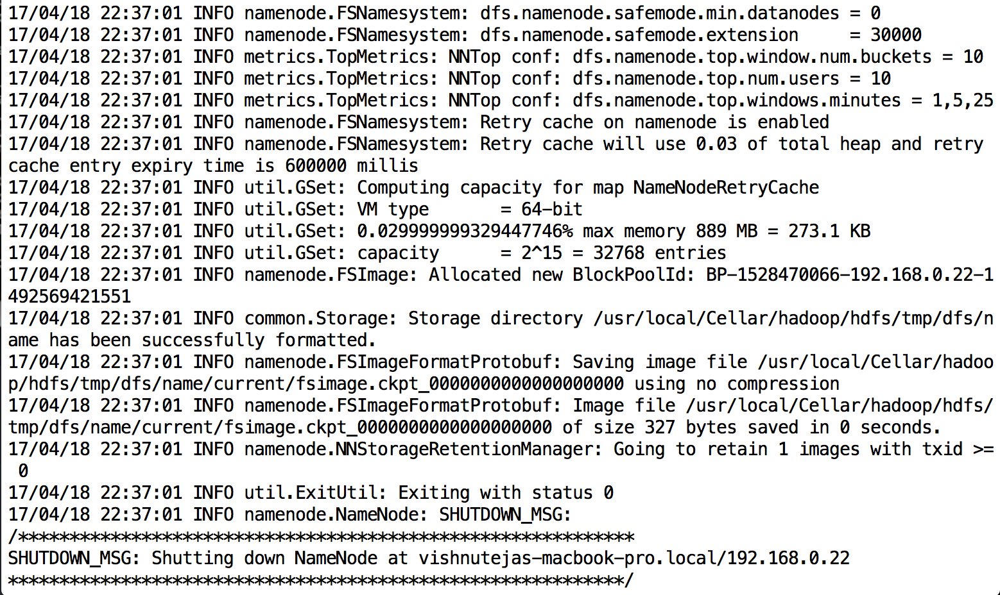 17/04/18 22:37:01 INFO namenode.FSNamesystem: dfs.namenode.safemode.min.datanodes = 0
17/04/18 22:37:01 INFO namenode.FSNamesystem: dfs.namenode.safemode.extension     = 30000
17/04/18 22:37:01 INFO metrics.TopMetrics: NNTop conf: dfs.namenode.top.window.num.buckets = 10
17/04/18 22:37:01 INFO metrics.TopMetrics: NNTop conf: dfs.namenode.top.num.users = 10
17/04/18 22:37:01 INFO metrics.TopMetrics: NNTop conf: dfs.namenode.top.windows.minutes = 1,5,25
17/04/18 22:37:01 INFO namenode.FSNamesystem: Retry cache on namenode is enabled
17/04/18 22:37:01 INFO namenode.FSNamesystem: Retry cache will use 0.03 of total heap and retry
cache entry expiry time is 600000 millis
17/04/18 22:37:01 INFO util.GSet: Computing capacity for map NameNodeRetryCache
17/04/18 22:37:01 INFO util.GSet: VM type       = 64-bit
17/04/18 22:37:01 INFO util.GSet: 0.029999999329447746% max memory 889 MB = 273.1 KB
17/04/18 22:37:01 INFO util.GSet: capacity      = 2^15 = 32768 entries
17/04/18 22:37:01 INFO namenode.FSImage: Allocated new BlockPoolId: BP-1528470066-192.168.0.22-1
492569421551
17/04/18 22:37:01 INFO common.Storage: Storage directory /usr/local/Cellar/hadoop/hdfs/tmp/dfs/n
ame has been successfully formatted.
17/04/18 22:37:01 INFO namenode.FSImageFormatProtobuf: Saving image file /usr/local/Cellar/hadoo
p/hdfs/tmp/dfs/name/current/fsimage.ckpt_0000000000000000000 using no compression
17/04/18 22:37:01 INFO namenode.FSImageFormatProtobuf: Image file /usr/local/Cellar/hadoop/hdfs/
tmp/dfs/name/current/fsimage.ckpt_0000000000000000000 of size 327 bytes saved in 0 seconds.
17/04/18 22:37:01 INFO namenode.NNStorageRetentionManager: Going to retain 1 images with txid >=
 0
17/04/18 22:37:01 INFO util.ExitUtil: Exiting with status 0
17/04/18 22:37:01 INFO namenode.NameNode: SHUTDOWN_MSG:
/************************************************************
SHUTDOWN_MSG: Shutting down NameNode at vishnutejas-macbook-pro.local/192.168.0.22
************************************************************/